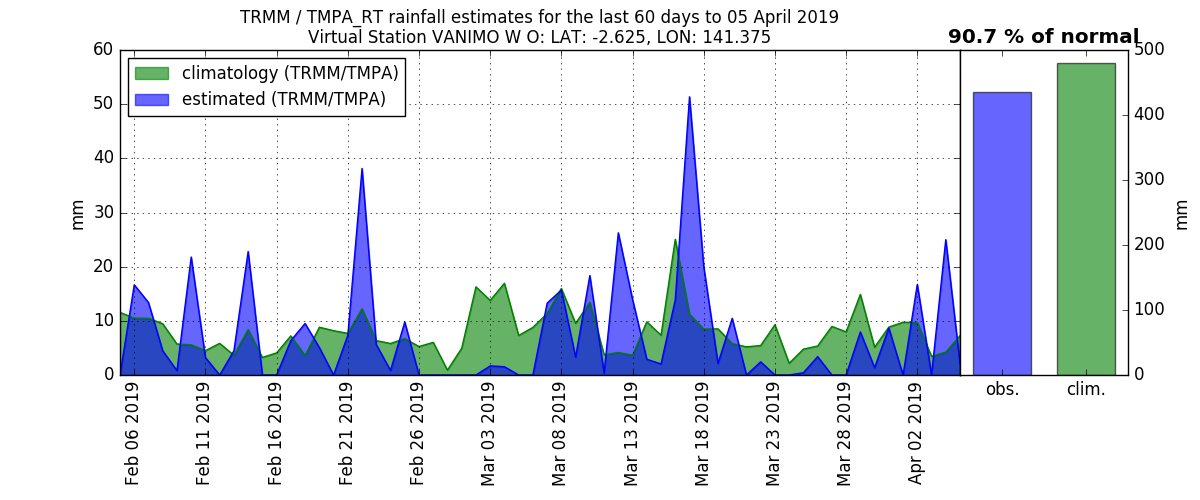 TRMM / TMPA_RT rainfall estimates for the last 60 days to 05 April 2019
Virtual Station VANIMO W O: LAT: -2.625, LON: 141.375
90.7 % of normal
climatology (TRMM/TMPA)
estimated (TRMM/TMPA)
60
50
40
30
20
10
0
mm
Feb 06 2019
Feb 11 2019
Feb 16 2019
Feb 21 2019
Feb 26 2019
Mar 03 2019
Mar 08 2019
Mar 13 2019
Mar 18 2019
Mar 23 2019
Mar 28 2019
Apr 02 2019
obs.
clim.
500
400
300
200
100
0
mm